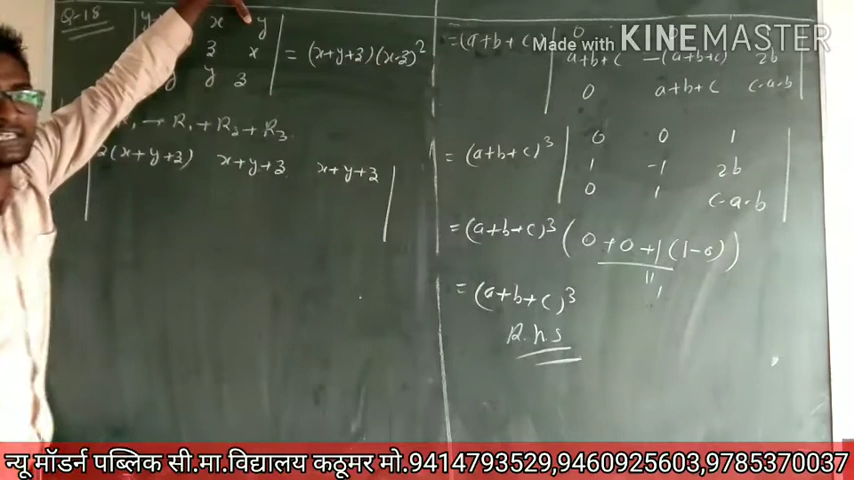 Q-18
x y
3 x = (x+y+3)(x-3)²
y y 3
→ R₁ + R₂ + R₃
2(x+y+3) x+y+3 x+y+3
=(a+b+c) 0
a+b+c -(a+b+c) 2b
0 a+b+c c-a-b
= (a+b+c)³ 0 0 1
1 -1 2b
0 1 c-a-b
= (a+b+c)³ (0+0+1(1-0))
"
1
= (a+b+c)³
R.h.s
Made with KINEMASTER
न्यू मॉडर्न पब्लिक सी.मा.विद्यालय कठूमर मो.9414793529,9460925603,9785370037